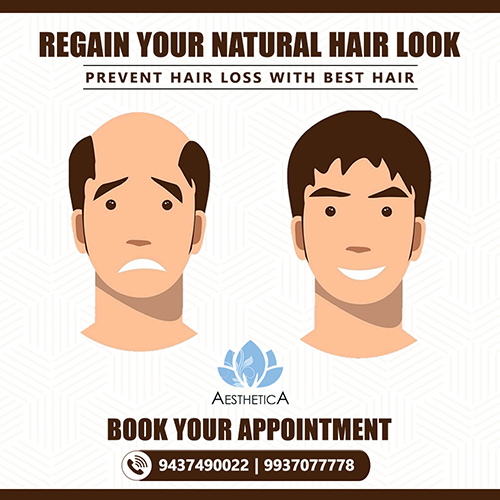 REGAIN YOUR NATURAL HAIR LOOK
PREVENT HAIR LOSS WITH BEST HAIR
AESTHETICA
BOOK YOUR APPOINTMENT
9437490022 | 9937077778